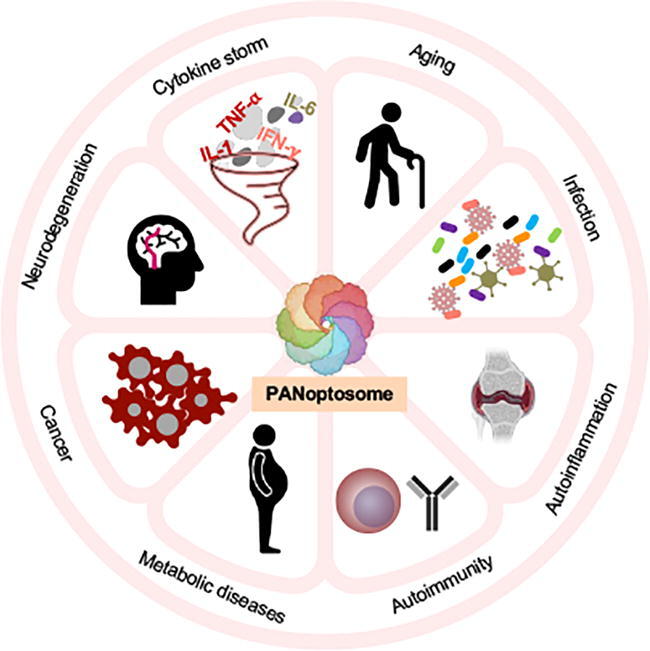 Cytokine storm
Aging
TNF-α
IL-6
IFN-γ
IL-1
Neurodegeneration
Infection
PANoptosome
Cancer
Autoinflammation
Metabolic diseases
Autoimmunity